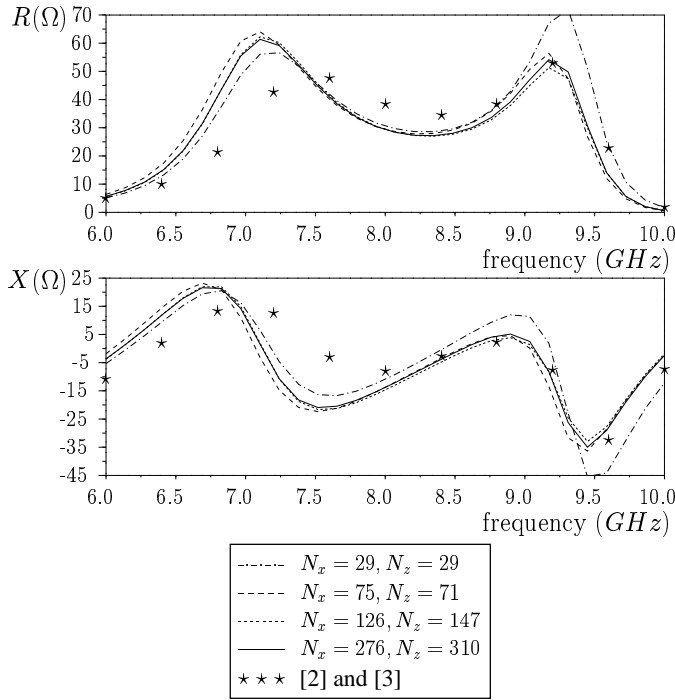 R(Ω)
70
60
50
40
30
20
10
0
6.0 6.5 7.0 7.5 8.0 8.5 9.0 9.5 10.0
frequency (GHz)
X(Ω)
25
15
5
-5
-15
-25
-35
-45
6.0 6.5 7.0 7.5 8.0 8.5 9.0 9.5 10.0
frequency (GHz)
N_x = 29, N_z = 29
N_x = 75, N_z = 71
N_x = 126, N_z = 147
N_x = 276, N_z = 310
[2] and [3]